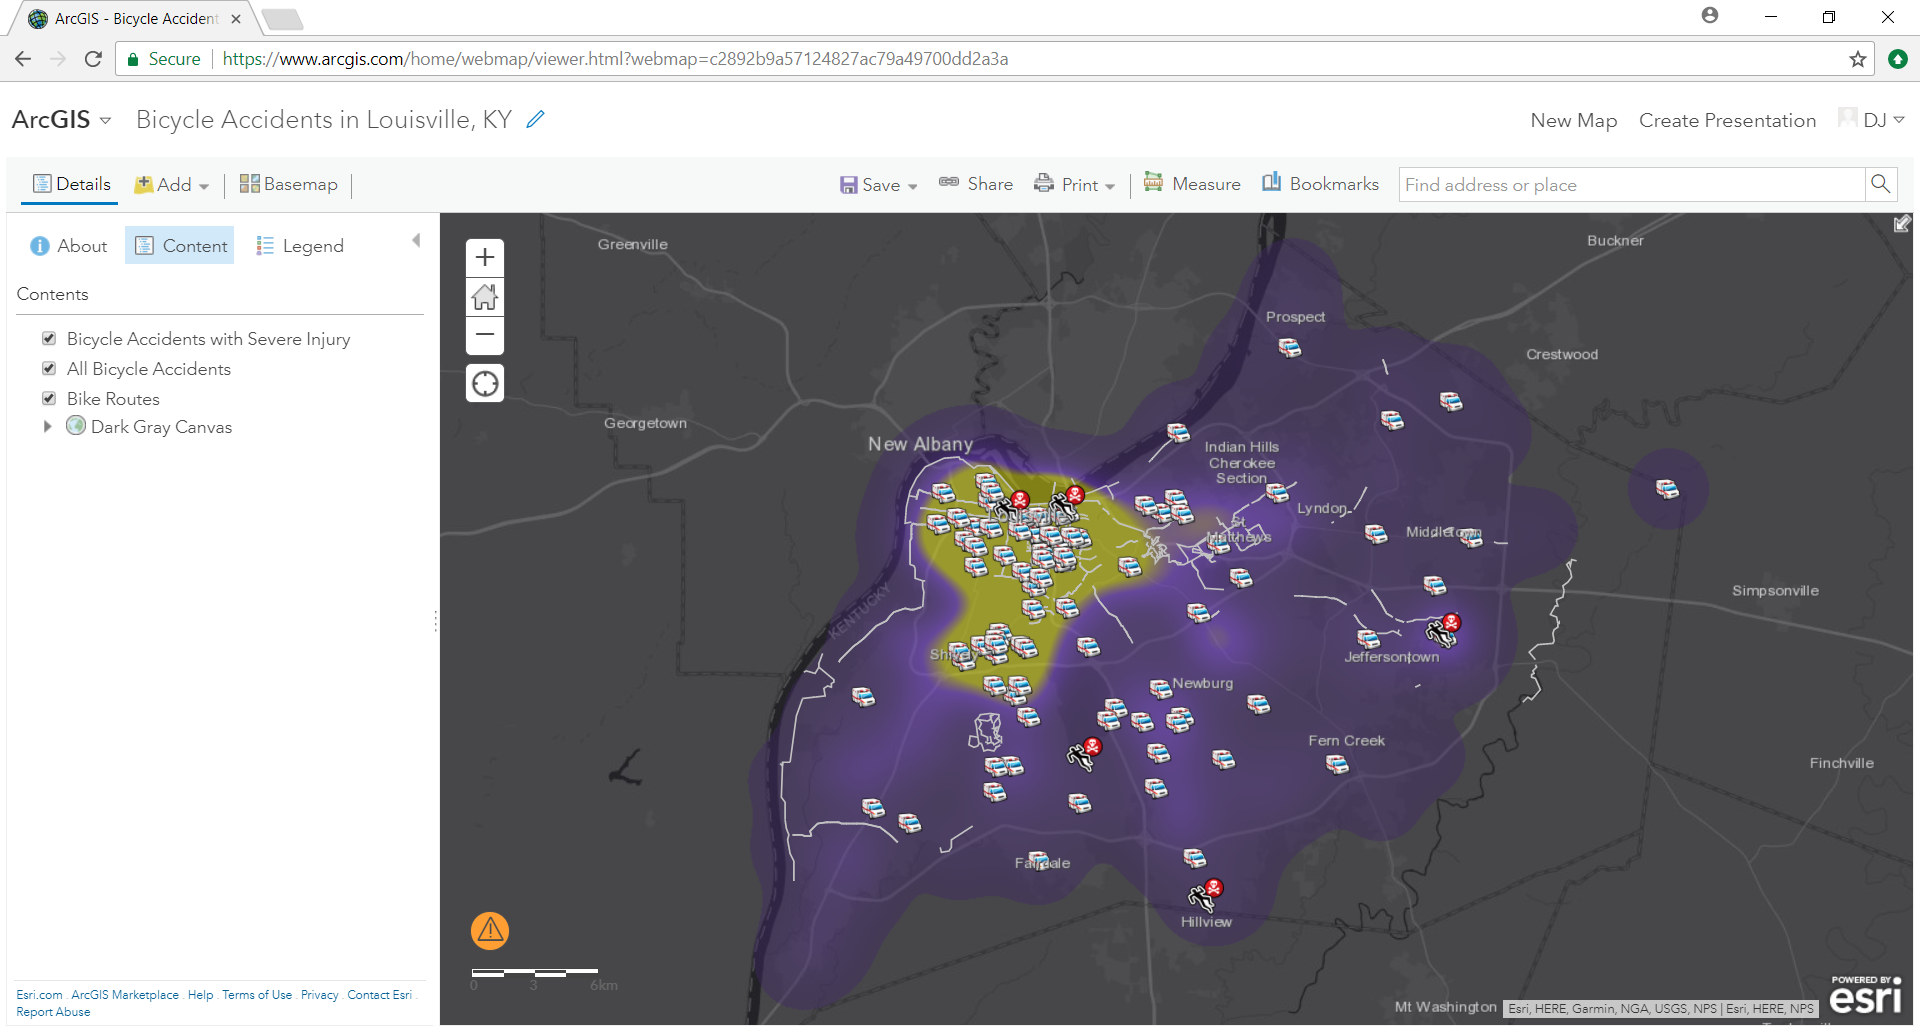 ArcGIS - Bicycle Accident
Secure
https://www.arcgis.com/home/webmap/viewer.html?webmap=c2892b9a57124827ac79a49700dd2a3a
ArcGIS
Bicycle Accidents in Louisville, KY
New Map
Create Presentation
DJ
Details
Add
Basemap
Save
Share
Print
Measure
Bookmarks
Find address or place
About
Content
Legend
Contents
Bicycle Accidents with Severe Injury
All Bicycle Accidents
Bike Routes
Dark Gray Canvas
Greenville
Buckner
Prospect
Crestwood
Georgetown
New Albany
Indian Hills
Cherokee
Section
Lyndon
Louisville
St.
Matthews
Middletown
KENTUCKY
Simpsonville
Shively
Jeffersontown
Newburg
Fern Creek
Finchville
Fairdale
Hillview
Mt Washington
0 3 6km
Esri.com . ArcGIS Marketplace . Help . Terms of Use . Privacy . Contact Esri .
Report Abuse
POWERED BY
esri
Esri, HERE, Garmin, NGA, USGS, NPS | Esri, HERE, NPS